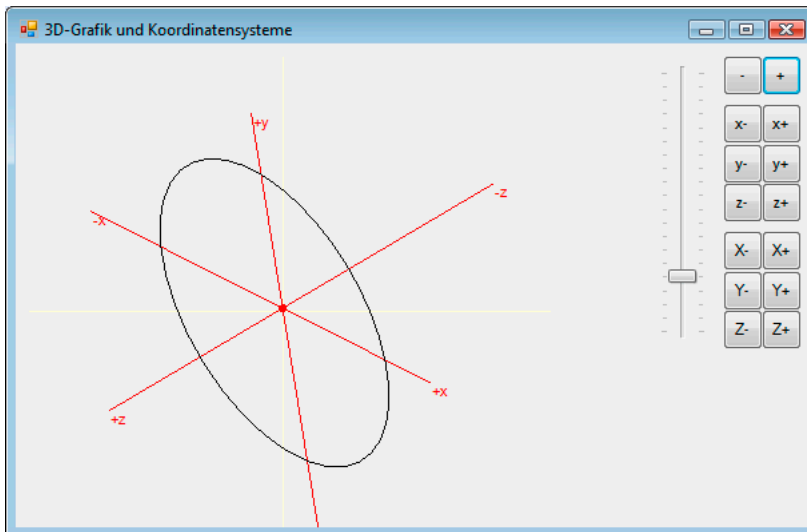 3D-Grafik und Koordinatensysteme
- +
x- x+
y- y+
z- z+
X- X+
Y- Y+
Z- Z+
+y
-z
-x
+x
+z